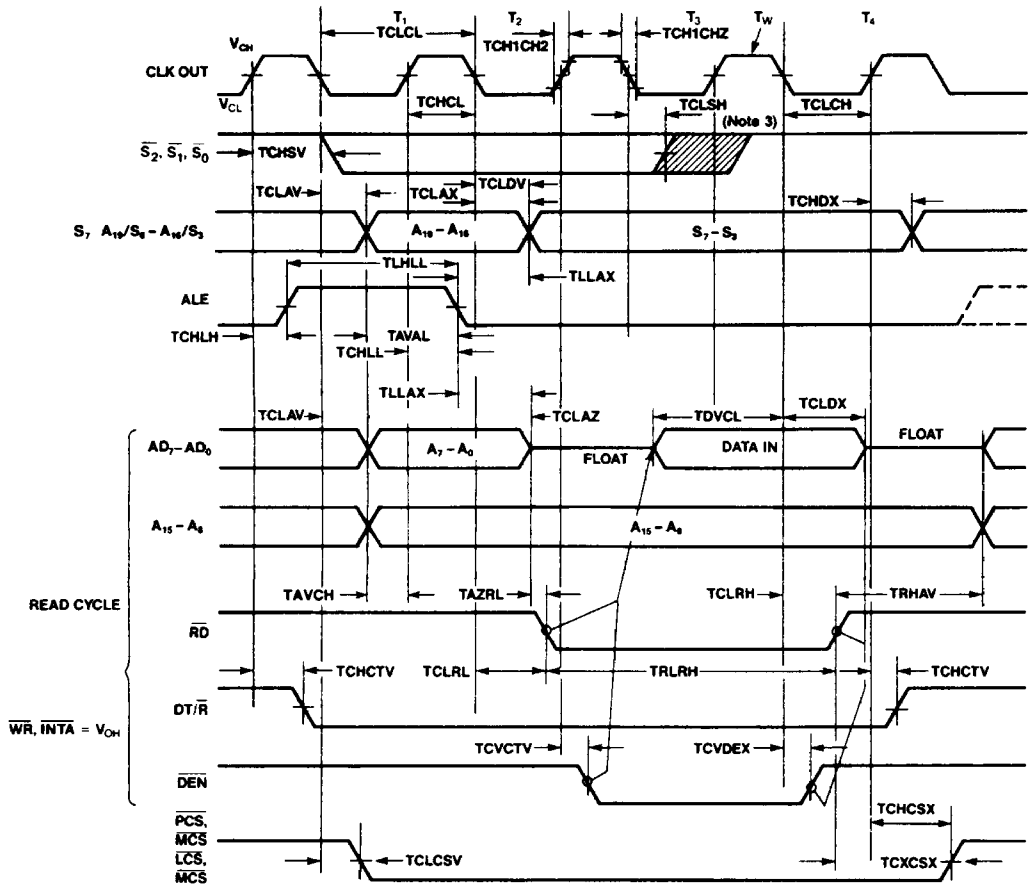 T1 T2 T3 TW T4
TCLCL
TCH1CH2 TCH1CHZ
VCH
CLK OUT
VCL
TCHCL TCLSH TCLCH
(Note 3)
S2, S1, S0
TCHSV
TCLAV TCLAX TCLDV TCHDX
S7 A19/S6 – A16/S3 A19 – A16 S7 – S3
TLHLL TLLAX
ALE
TCHLH TAVAL
TCHLL
TLLAX
TCLAV TCLAZ TDVCL TCLDX
AD7 – AD0 A7 – A0 FLOAT DATA IN FLOAT
A15 – A8 A15 – A8
TAVCH TAZRL TCLRH TRHAV
READ CYCLE
RD
TCHCTV TCLRL TRLRH TCHCTV
DT/R
WR, INTA = VOH
TCVCTV TCVDEX
DEN
PCS,
MCS
LCS,
MCS
TCHCSX
TCLCSV TCXCSX